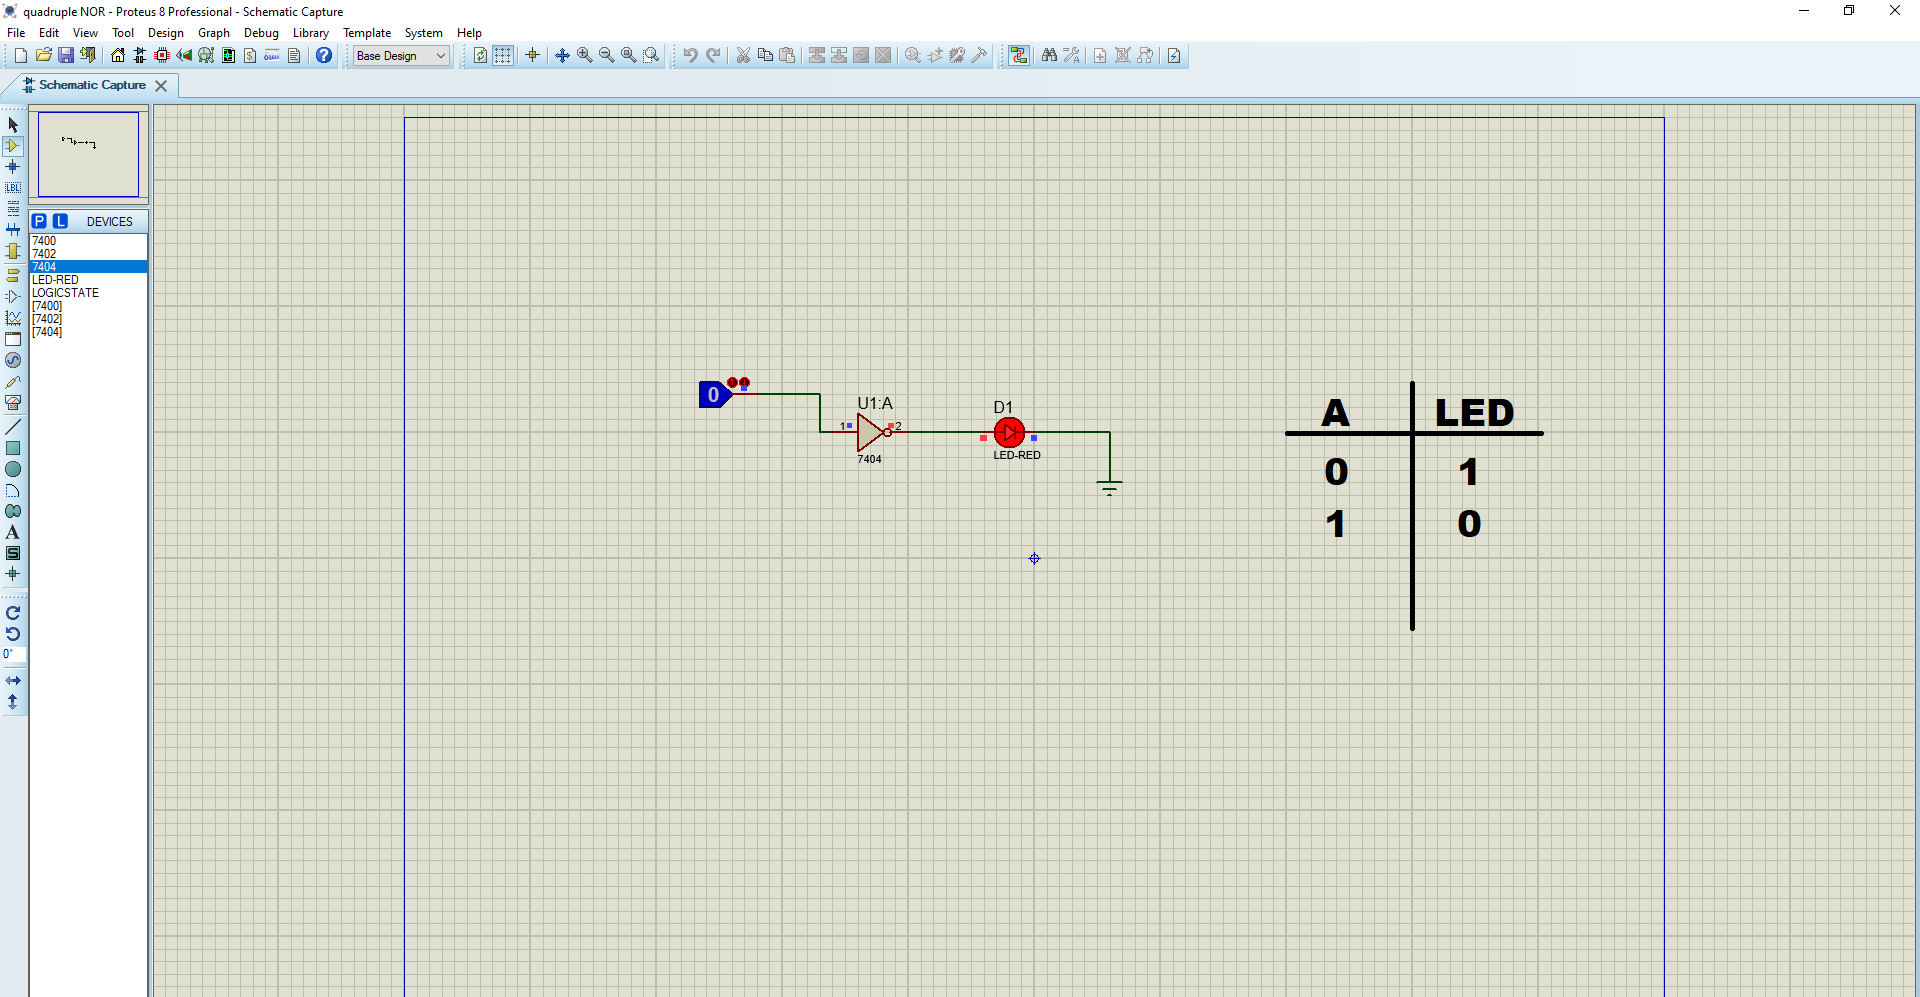 quadruple NOR - Proteus 8 Professional - Schematic Capture
File Edit View Tool Design Graph Debug Library Template System Help
Base Design
Schematic Capture
P L DEVICES
7400
7402
7404
LED-RED
LOGICSTATE
[7400]
[7402]
[7404]
LBL
A
S
0°
0
U1:A
1
2
7404
D1
LED-RED
A LED
0 1
1 0